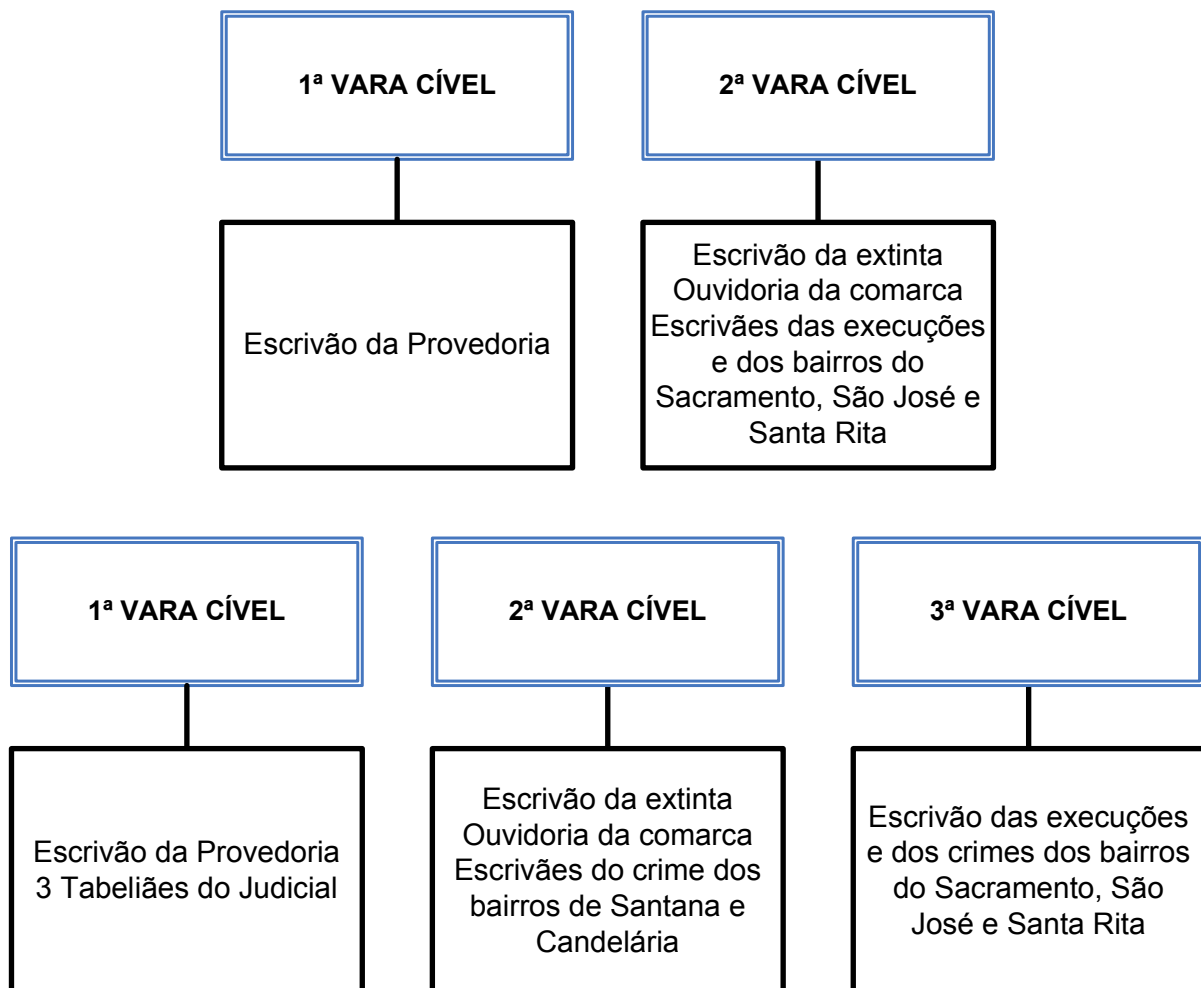 1ª VARA CÍVEL
2ª VARA CÍVEL
Escrivão da Provedoria
Escrivão da extinta
Ouvidoria da comarca
Escrivães das execuções
e dos bairros do
Sacramento, São José e
Santa Rita
1ª VARA CÍVEL
2ª VARA CÍVEL
3ª VARA CÍVEL
Escrivão da Provedoria
3 Tabeliães do Judicial
Escrivão da extinta
Ouvidoria da comarca
Escrivães do crime dos
bairros de Santana e
Candelária
Escrivão das execuções
e dos crimes dos bairros
do Sacramento, São
José e Santa Rita